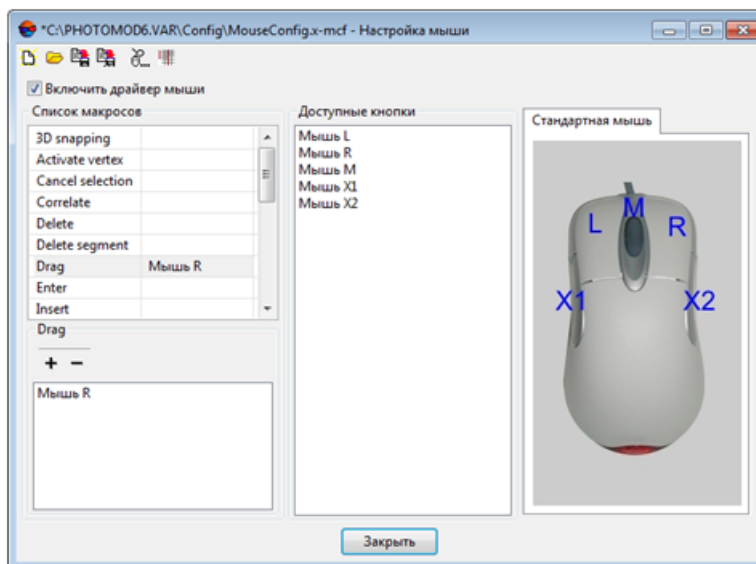 *C:\PHOTOMOD6.VAR\Config\MouseConfig.x-mcf - Настройка мыши
Включить драйвер мыши
Список макросов
3D snapping
Activate vertex
Cancel selection
Correlate
Delete
Delete segment
Drag Мышь R
Enter
Insert
Drag
+ −
Мышь R
Доступные кнопки
Мышь L
Мышь R
Мышь M
Мышь X1
Мышь X2
Стандартная мышь
L M R
X1 X2
Закрыть